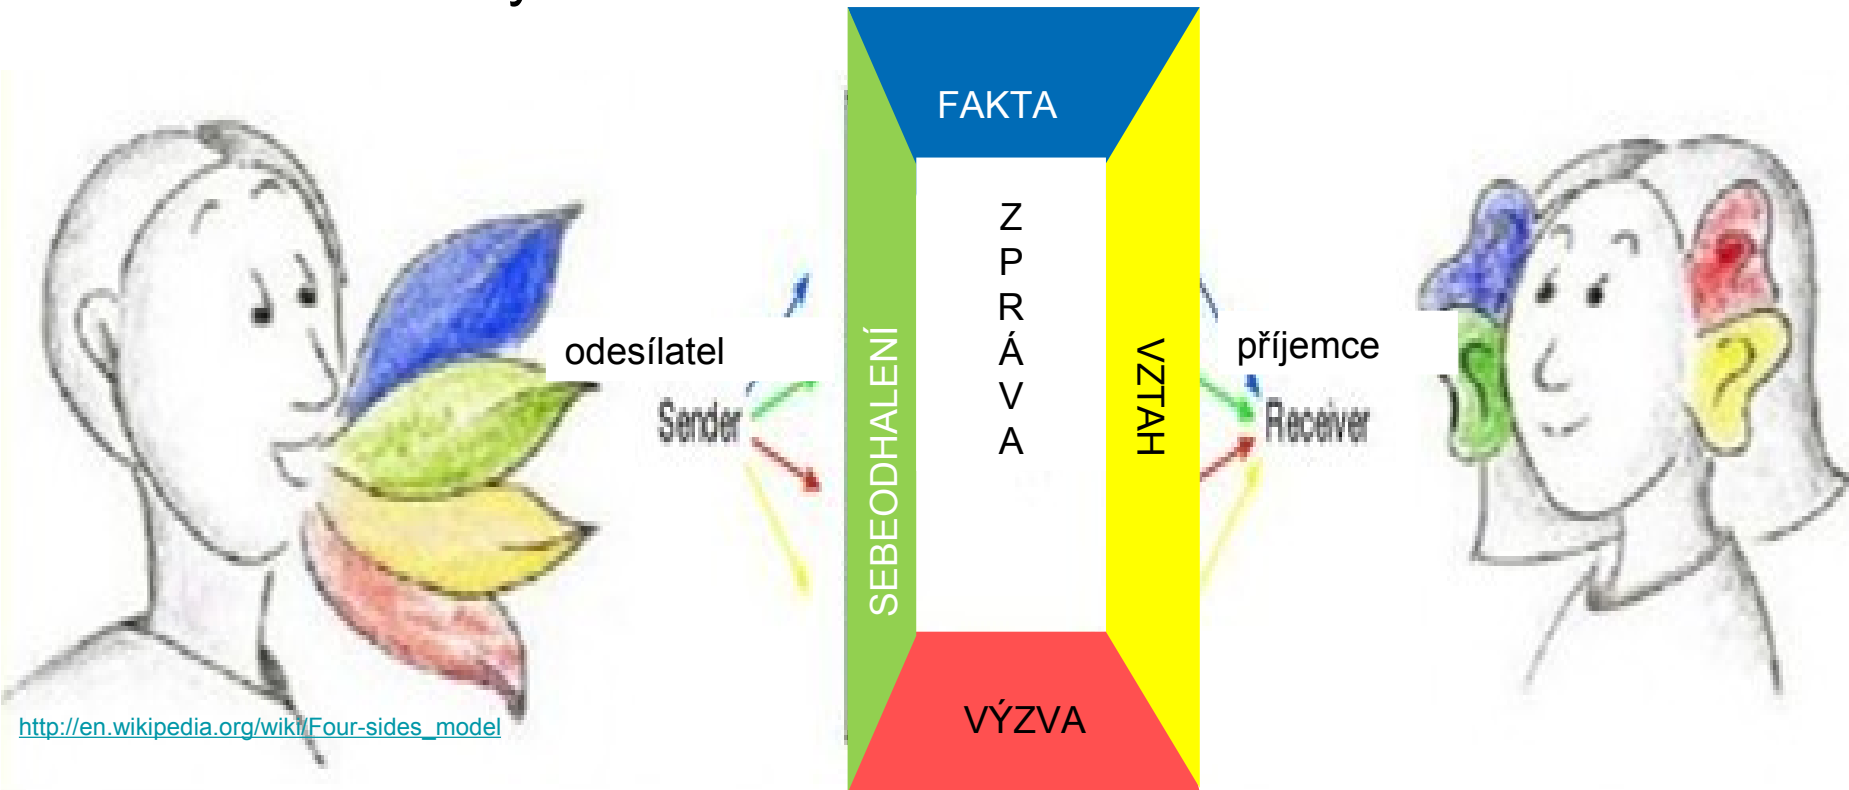 FAKTA
odesílatel
Sender
SEBEODHALENÍ
Z
P
R
Á
V
A
VZTAH
příjemce
Receiver
VÝZVA
http://en.wikipedia.org/wiki/Four-sides_model